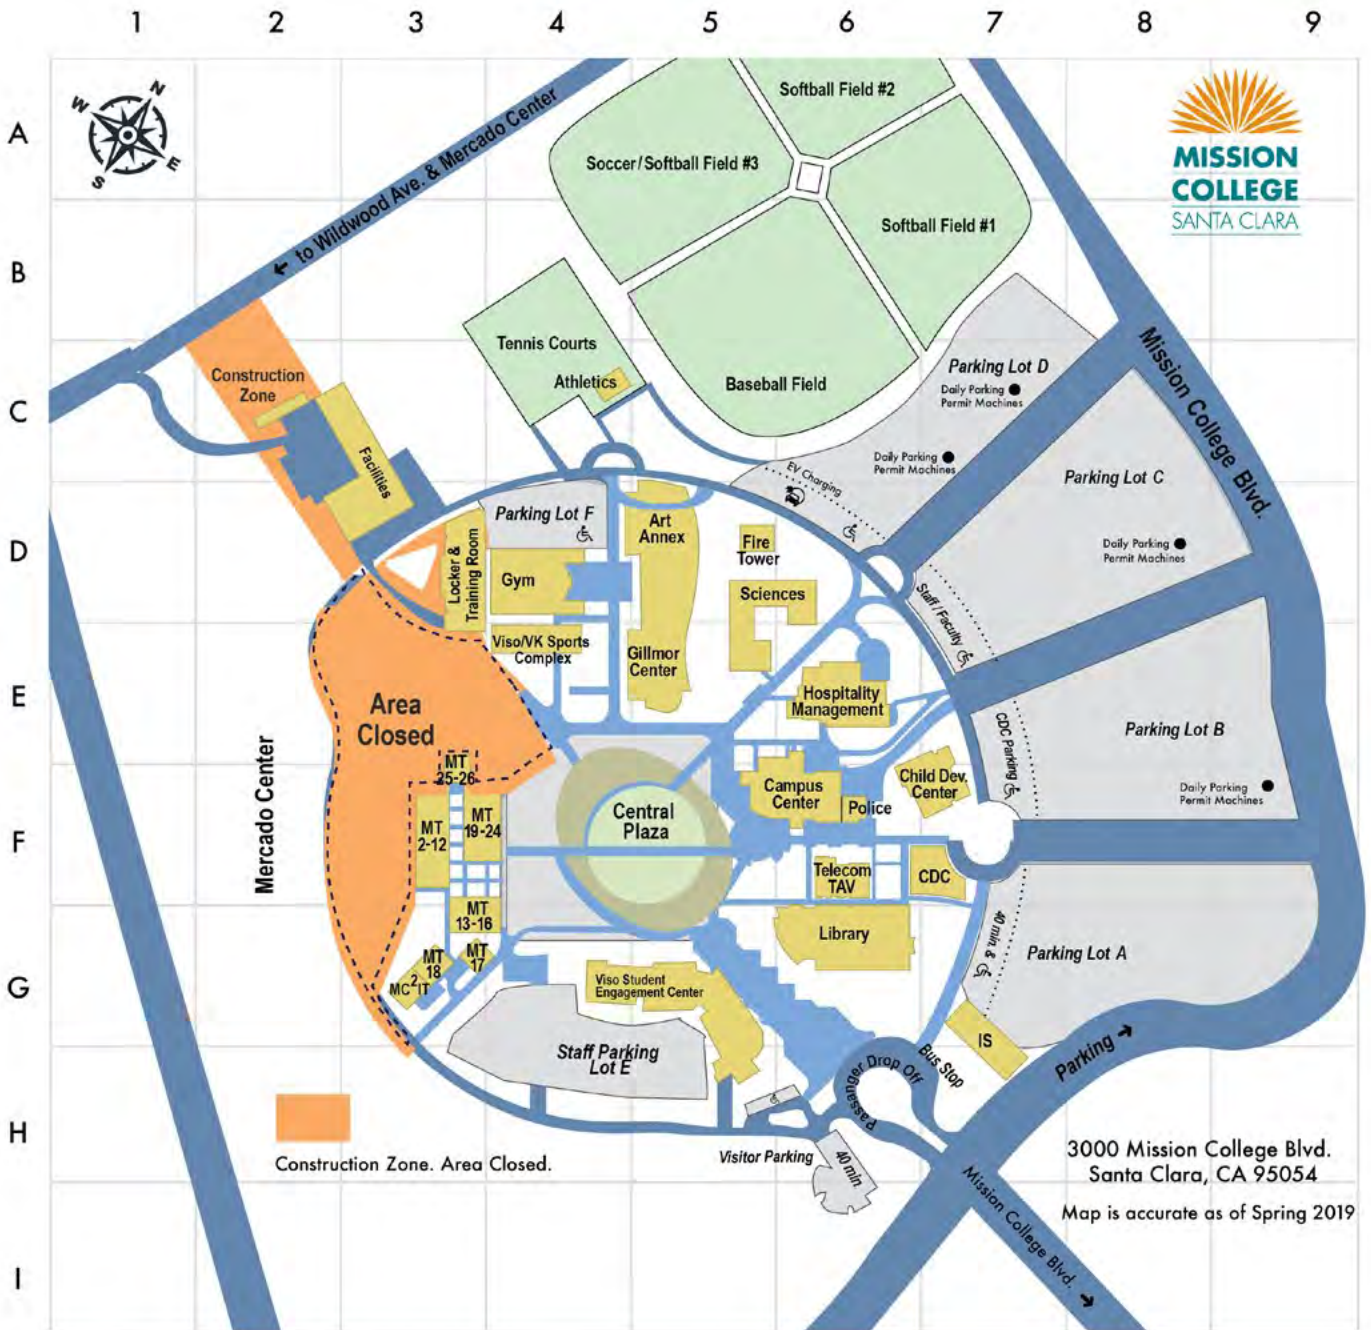 1 2 3 4 5 6 7 8 9
A
B
C
D
E
F
G
H
I
N
W
E
S
← to Wildwood Ave. & Mercado Center
MISSION
COLLEGE
SANTA CLARA
Softball Field #2
Soccer/Softball Field #3
Softball Field #1
Baseball Field
Tennis Courts
Athletics
Construction
Zone
Facilities
Parking Lot D
Daily Parking
Permit Machines
Daily Parking
Permit Machines
EV Charging
Mission College Blvd.
Parking Lot C
Daily Parking
Permit Machines
Parking Lot F
Art
Annex
Fire
Tower
Locker &
Training Room
Gym
Sciences
Staff / Faculty
Viso/VK Sports
Complex
Gillmor
Center
Hospitality
Management
Area
Closed
CDC Parking
Parking Lot B
Daily Parking
Permit Machines
Mercado Center
MT
25-26
MT
2-12
MT
19-24
Central
Plaza
Campus
Center
Police
Child Dev.
Center
Telecom
TAV
CDC
MT
13-16
Library
40 min. &
Parking Lot A
MT
18
MT
17
MC2IT
Viso Student
Engagement Center
Staff Parking
Lot E
IS
Bus Stop
Passanger Drop Off
Parking →
Visitor Parking
40 min
Mission College Blvd. →
Construction Zone. Area Closed.
3000 Mission College Blvd.
Santa Clara, CA 95054
Map is accurate as of Spring 2019